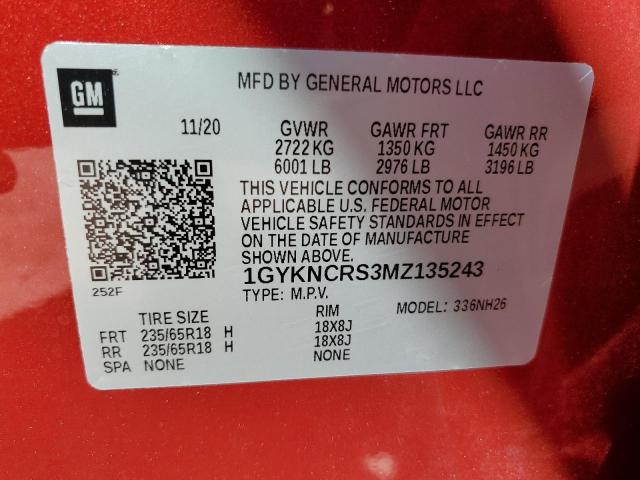 GM
MFD BY GENERAL MOTORS LLC
11/20 GVWR GAWR FRT GAWR RR
2722 KG 1350 KG 1450 KG
6001 LB 2976 LB 3196 LB
THIS VEHICLE CONFORMS TO ALL
APPLICABLE U.S. FEDERAL MOTOR
VEHICLE SAFETY STANDARDS IN EFFECT
ON THE DATE OF MANUFACTURE
SHOWN ABOVE.
1GYKNCRS3MZ135243
252F
TYPE: M.P.V. MODEL: 336NH26
TIRE SIZE RIM
FRT 235/65R18 H 18X8J
RR 235/65R18 H 18X8J
SPA NONE NONE